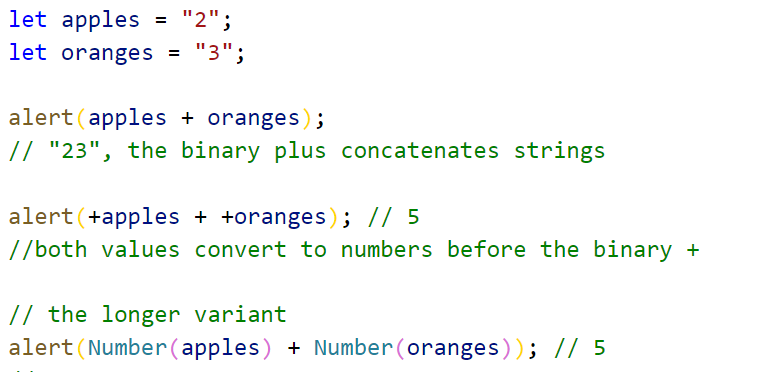 let apples = "2";
let oranges = "3";
alert(apples + oranges);
// "23", the binary plus concatenates strings
alert(+apples + +oranges); // 5
//both values convert to numbers before the binary +
// the longer variant
alert(Number(apples) + Number(oranges)); // 5